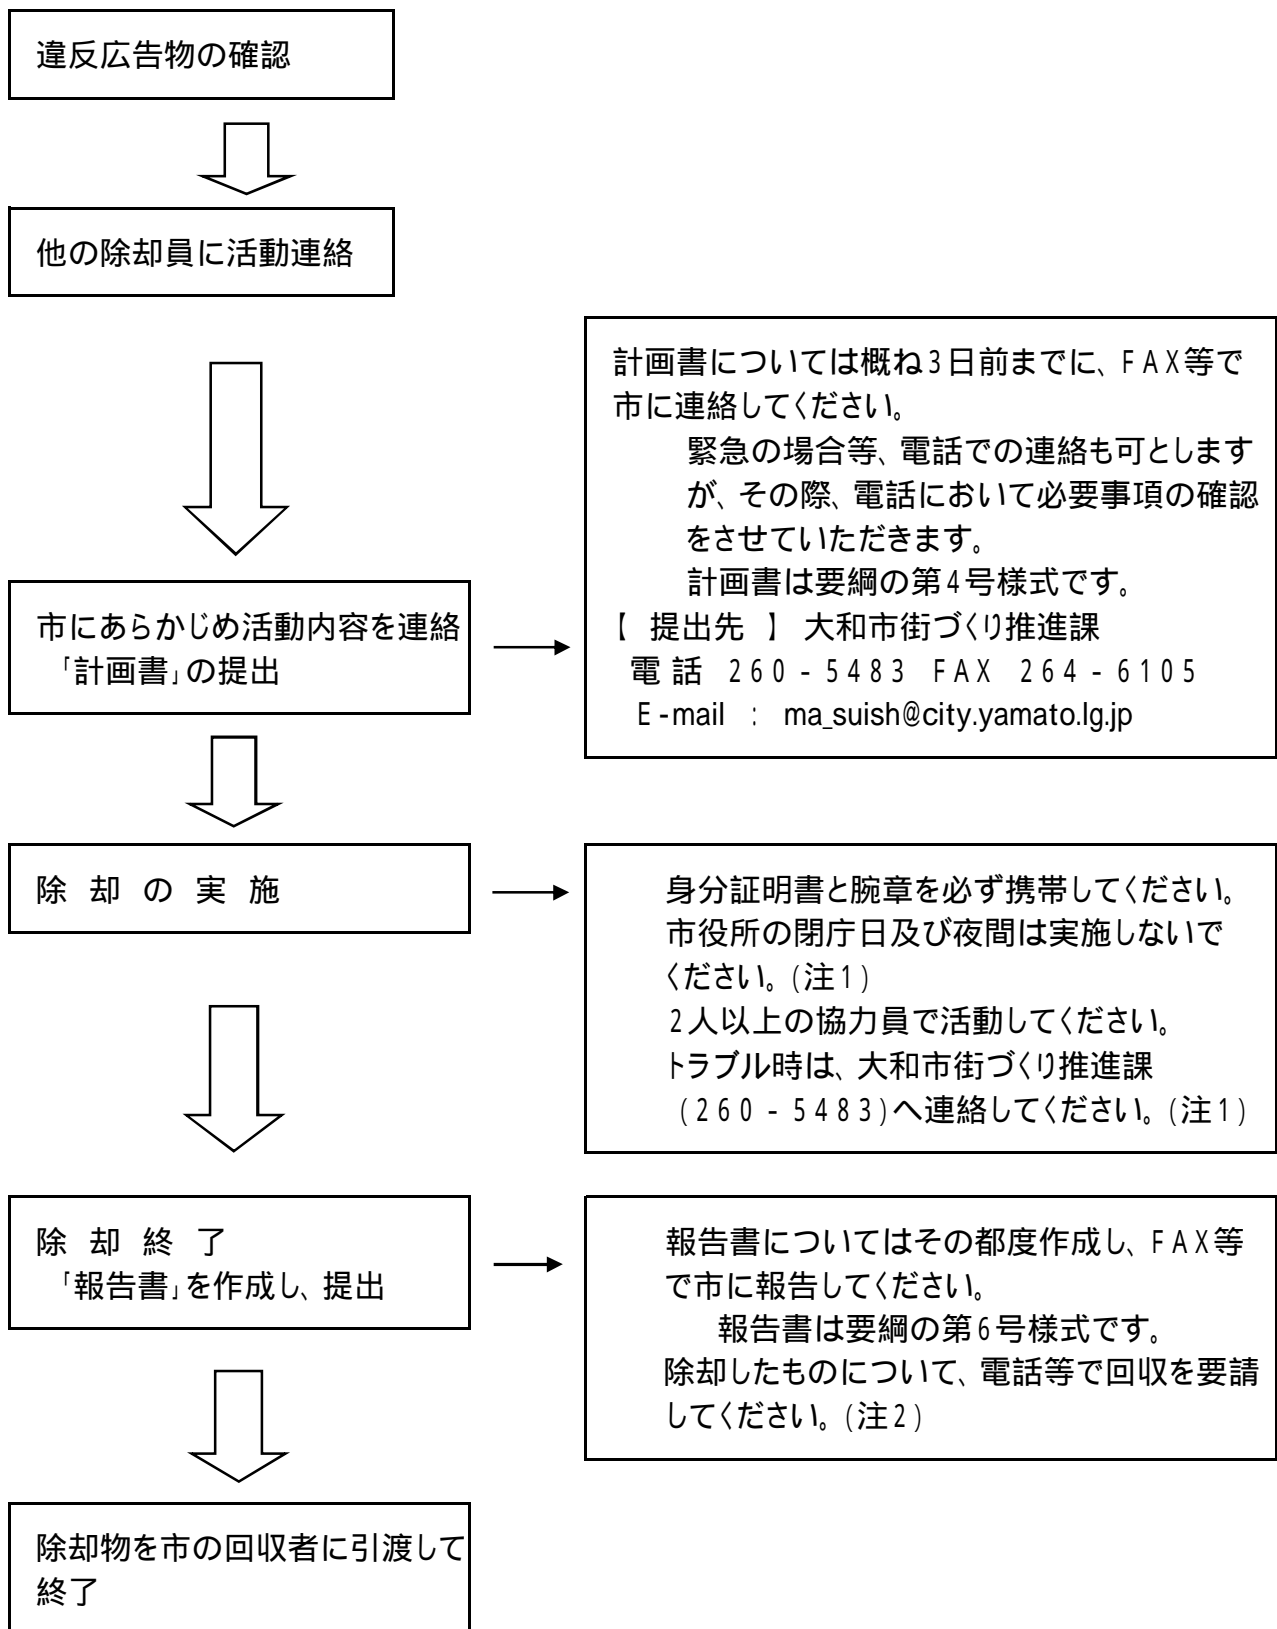 違反広告物の確認
他の除却員に活動連絡
計画書については概ね3日前までに、FAX等で
市に連絡してください。
緊急の場合等、電話での連絡も可とします
が、その際、電話において必要事項の確認
をさせていただきます。
計画書は要綱の第4号様式です。
【 提出先 】 大和市街づくり推進課
電 話 260-5483 FAX 264-6105
E-mail : ma_suish@city.yamato.lg.jp
市にあらかじめ活動内容を連絡
「計画書」の提出
除 却 の 実 施
身分証明書と腕章を必ず携帯してください。
市役所の閉庁日及び夜間は実施しないで
ください。(注1)
2人以上の協力員で活動してください。
トラブル時は、大和市街づくり推進課
(260-5483)へ連絡してください。(注1)
除 却 終 了
「報告書」を作成し、提出
報告書についてはその都度作成し、FAX等
で市に報告してください。
報告書は要綱の第6号様式です。
除却したものについて、電話等で回収を要請
してください。(注2)
除却物を市の回収者に引渡して
終了